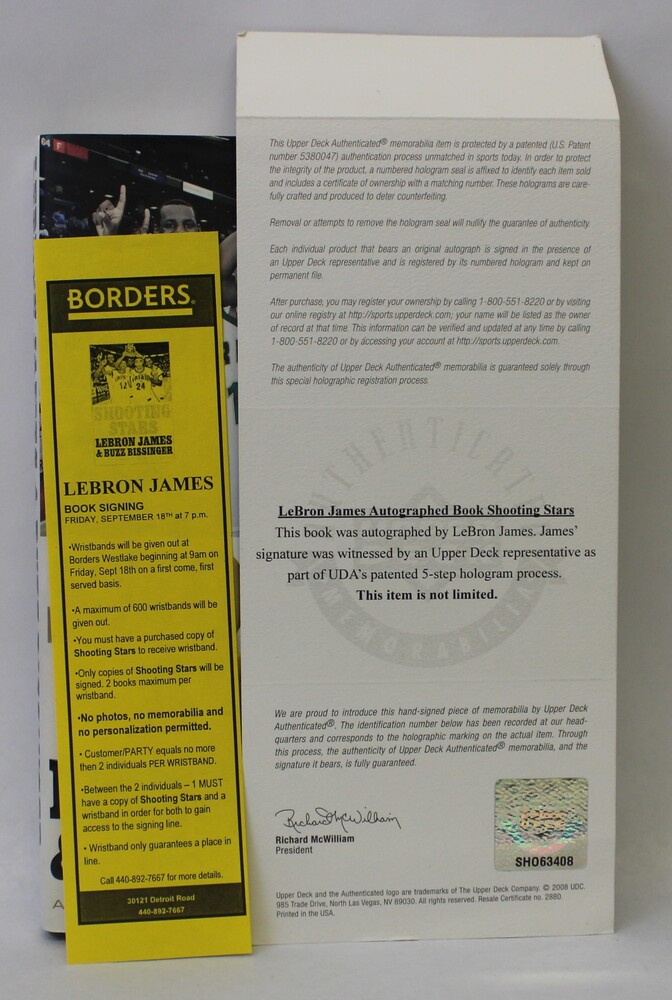 64 F
BORDERS®
SHOOTING
STARS
LEBRON JAMES
& BUZZ BISSINGER
LEBRON JAMES
BOOK SIGNING
FRIDAY, SEPTEMBER 18TH at 7 p.m.
•Wristbands will be given out at
Borders Westlake beginning at 9am on
Friday, Sept 18th on a first come, first
served basis.
•A maximum of 600 wristbands will be
given out.
•You must have a purchased copy of
Shooting Stars to receive wristband.
•Only copies of Shooting Stars will be
signed. 2 books maximum per
wristband.
•No photos, no memorabilia and
no personalization permitted.
• Customer/PARTY equals no more
then 2 individuals PER WRISTBAND.
•Between the 2 individuals – 1 MUST
have a copy of Shooting Stars and a
wristband in order for both to gain
access to the signing line.
• Wristband only guarantees a place in
line.
Call 440-892-7667 for more details.
30121 Detroit Road
440-892-7667
This Upper Deck Authenticated® memorabilia item is protected by a patented (U.S. Patent
number 5380047) authentication process unmatched in sports today. In order to protect
the integrity of the product, a numbered hologram seal is affixed to identify each item sold
and includes a certificate of ownership with a matching number. These holograms are care-
fully crafted and produced to deter counterfeiting.
Removal or attempts to remove the hologram seal will nullify the guarantee of authenticity.
Each individual product that bears an original autograph is signed in the presence of
an Upper Deck representative and is registered by its numbered hologram and kept on
permanent file.
After purchase, you may register your ownership by calling 1-800-551-8220 or by visiting
our online registry at http://sports.upperdeck.com; your name will be listed as the owner
of record at that time. This information can be verified and updated at any time by calling
1-800-551-8220 or by accessing your account at http://sports.upperdeck.com.
The authenticity of Upper Deck Authenticated® memorabilia is guaranteed solely through
this special holographic registration process.
AUTHENTICATED
LeBron James Autographed Book Shooting Stars
This book was autographed by LeBron James. James'
signature was witnessed by an Upper Deck representative as
part of UDA's patented 5-step hologram process.
This item is not limited.
MEMORABILIA
We are proud to introduce this hand-signed piece of memorabilia by Upper Deck
Authenticated®. The identification number below has been recorded at our head-
quarters and corresponds to the holographic marking on the actual item. Through
this process, the authenticity of Upper Deck Authenticated® memorabilia, and the
signature it bears, is fully guaranteed.
Richard McWilliam
Richard McWilliam
President
SHO63408
Upper Deck and the Authenticated logo are trademarks of The Upper Deck Company. © 2008 UDC.
985 Trade Drive, North Las Vegas, NV 89030. All rights reserved. Resale Certificate no. 2880.
Printed in the USA.